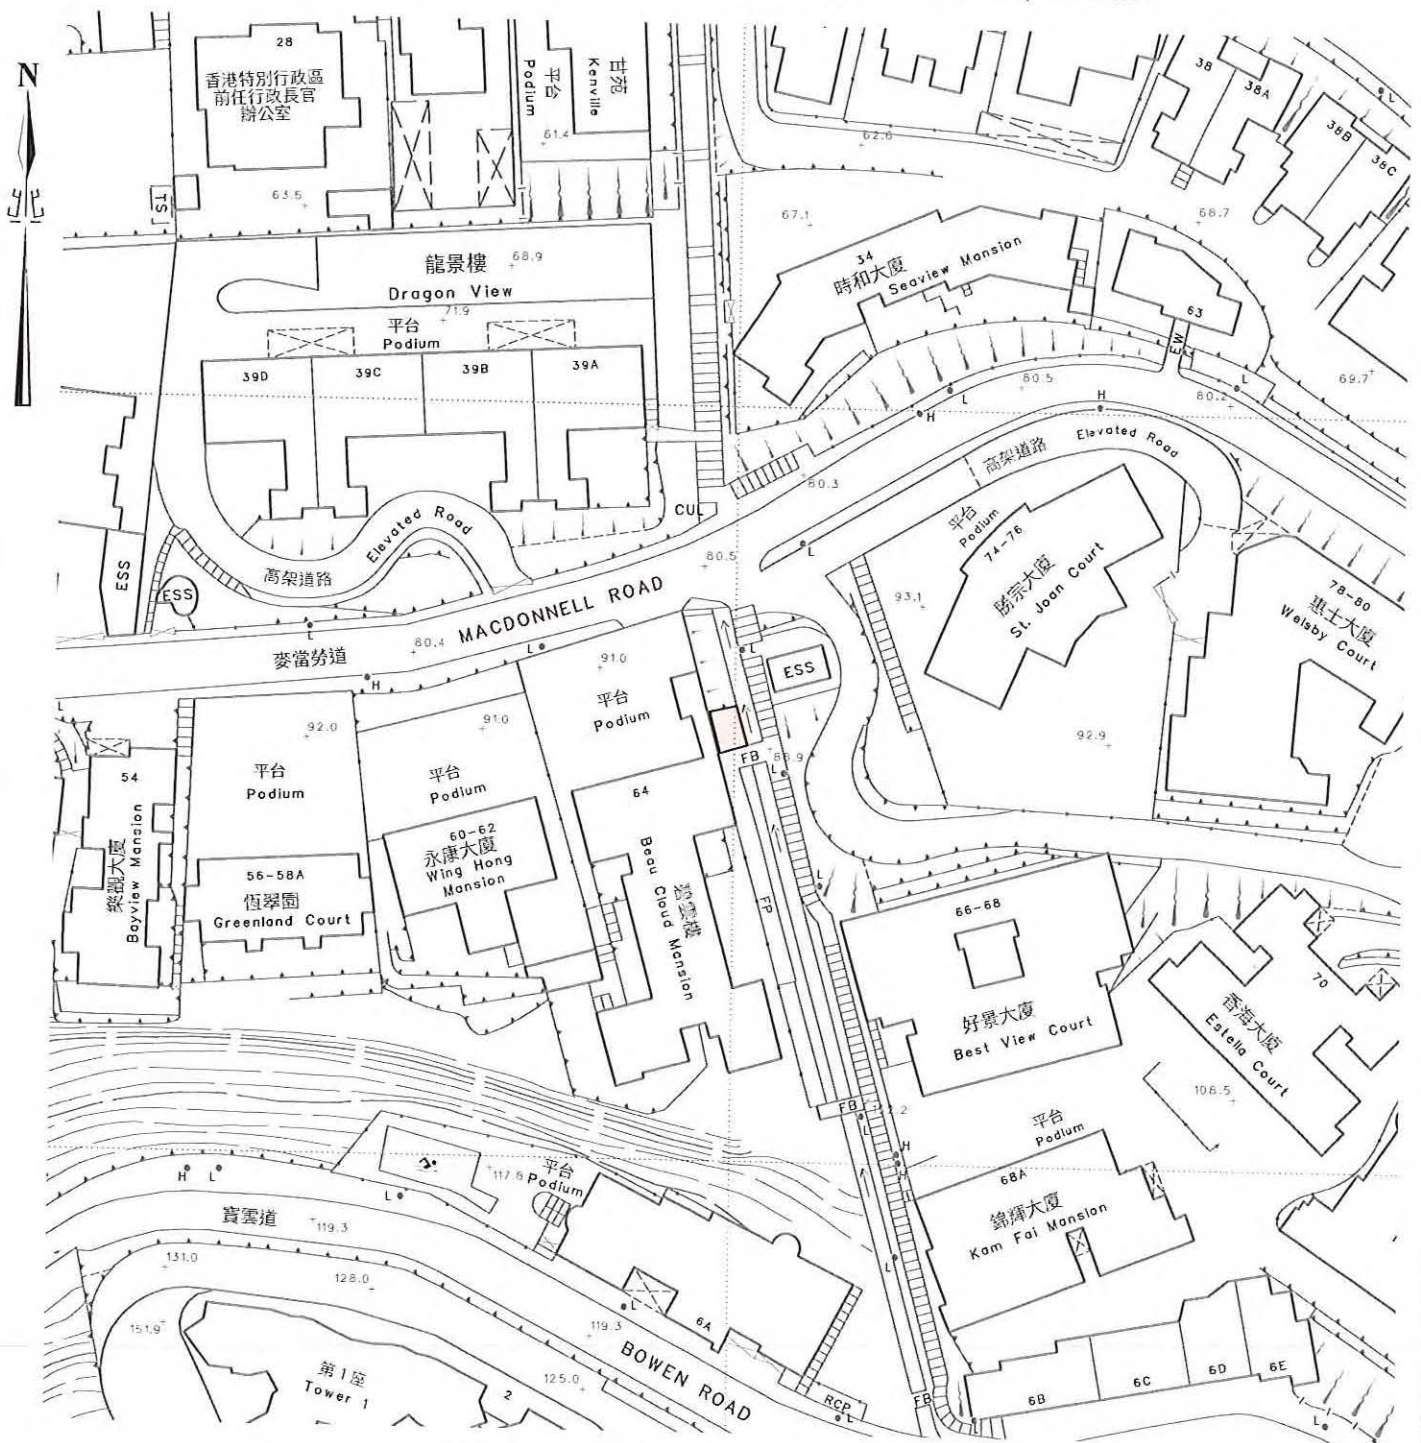 28
香港特別行政區
前任行政長官
辦公室
63.5
TS
N
平台
Podium
61.4
甘苑
Kenville
62.6
38
38A
38B
38C
L
67.1
68.7
34
時和大廈
Seaview Mansion
63
EW
69.7
龍景樓
68.9
Dragon View
71.9
平台
Podium
39D
39C
39B
39A
80.5
L
H
H
L
80.2
80.3
高架道路
Elevated Road
CUL
Elevated Road
高架道路
ESS
ESS
L
80.5
L
MACDONNELL ROAD
80.4
麥當勞道
H
L
平台
Podium
74-76
勝宗大廈
St. Joan Court
93.1
78-80
惠士大廈
Welsby Court
92.9
L
ESS
91.0
平台
Podium
91.0
平台
Podium
92.0
平台
Podium
L
54
樂觀大廈
Bayview Mansion
56-58A
恆翠園
Greenland Court
60-62
永康大廈
Wing Hong
Mansion
64
碧雲樓
Beau Cloud Mansion
FB
L
FP
L
66-68
好景大廈
Best View Court
70
香海大廈
Estella Court
108.5
FB
平台
Podium
H
H
L
68A
錦輝大廈
Kam Fai Mansion
117.8
平台
Podium
H
L
L
寶雲道
119.3
131.0
128.0
151.9
L
119.3
6A
BOWEN ROAD
125.0
第1座
Tower 1
2
RCP
L
FB
L
6B
6C
6D
6E
L